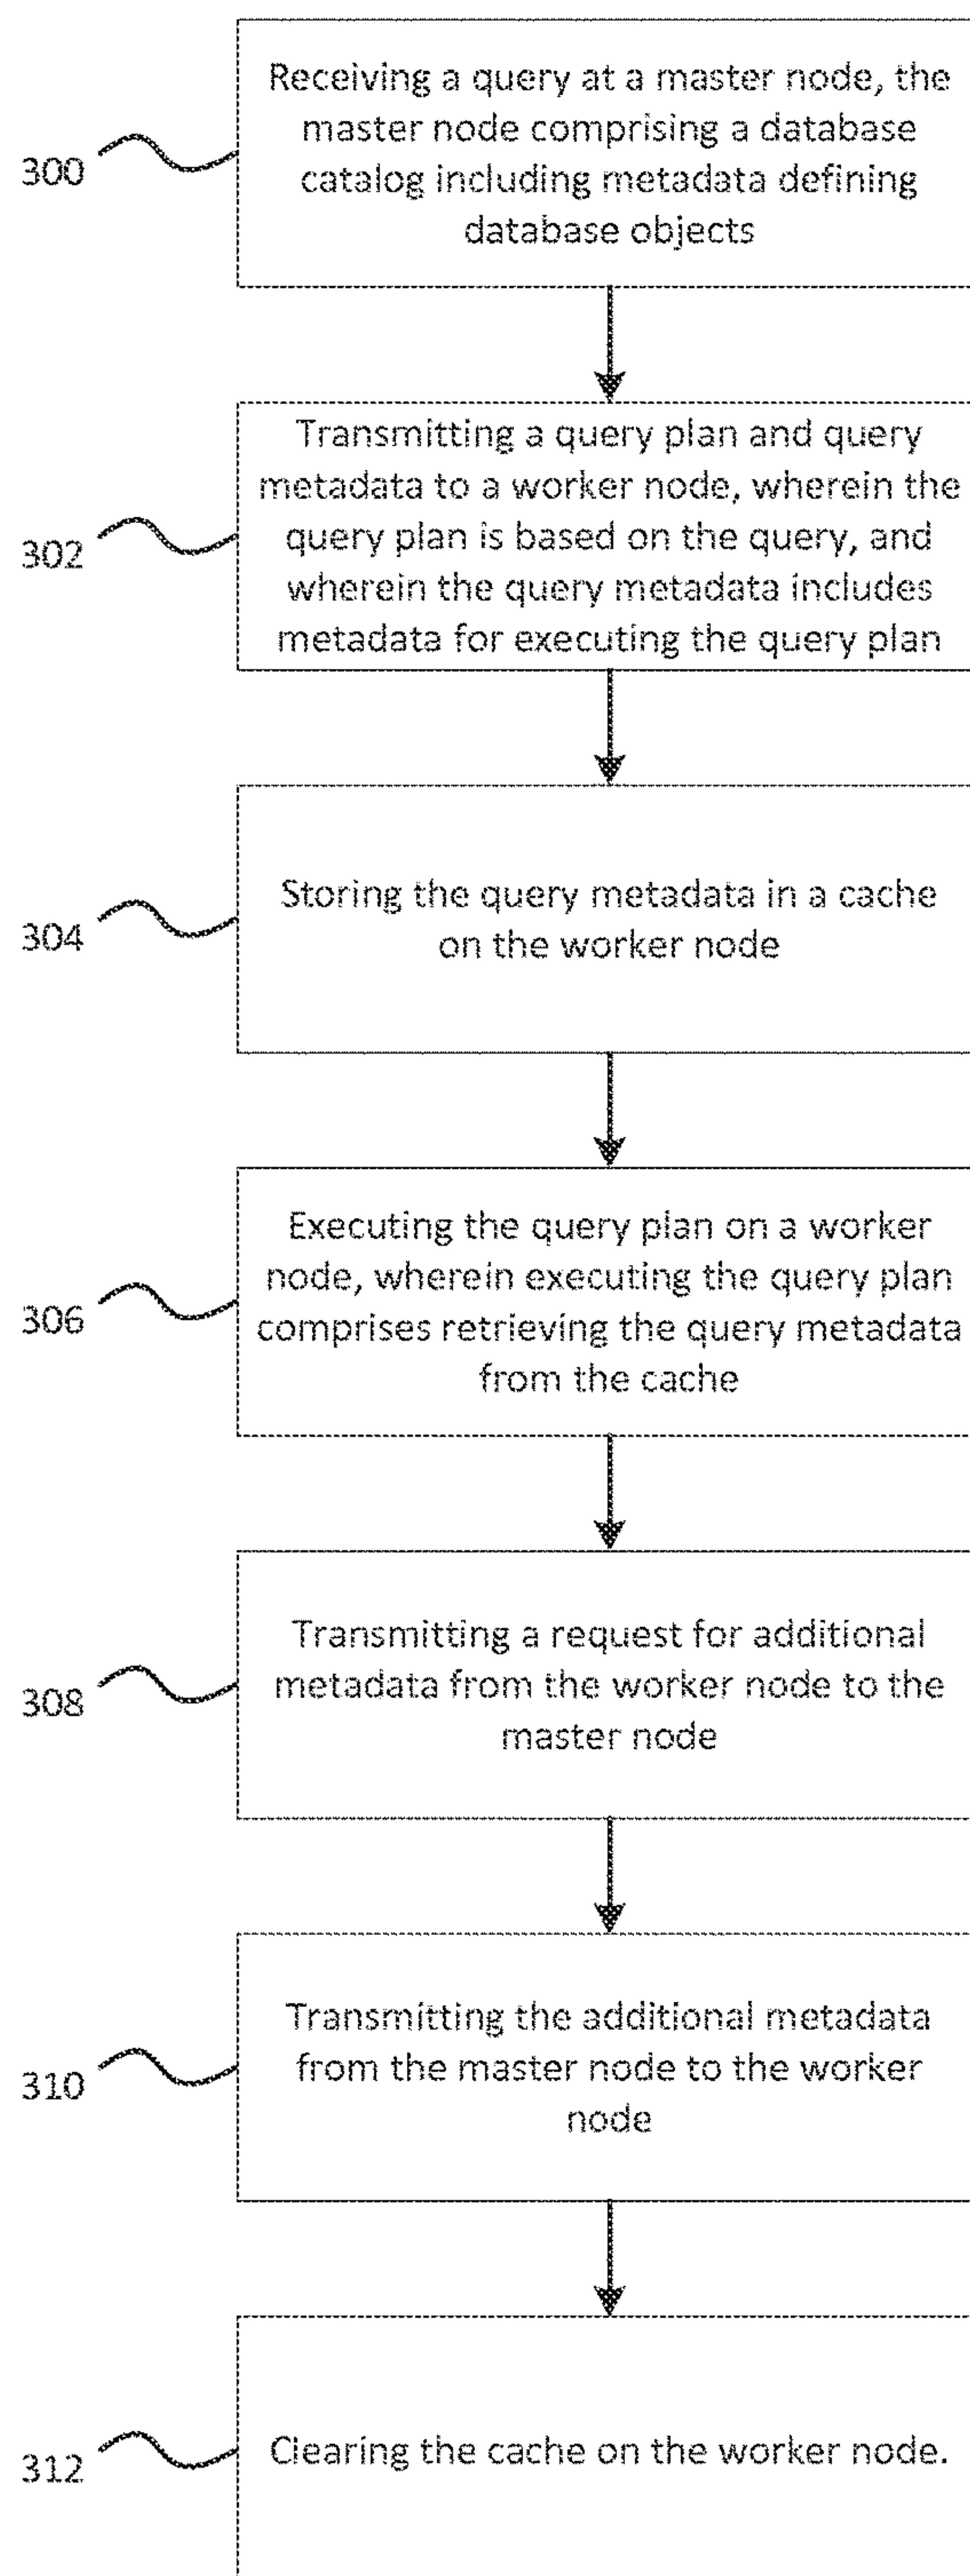 Receiving a query at a master node, the
master node comprising a database
catalog including metadata defining
database objects
300
Transmitting a query plan and query
metadata to a worker node, wherein the
query plan is based on the query, and
wherein the query metadata includes
metadata for executing the query plan
302
Storing the query metadata in a cache
on the worker node
304
Executing the query plan on a worker
node, wherein executing the query plan
comprises retrieving the query metadata
from the cache
306
Transmitting a request for additional
metadata from the worker node to the
master node
308
Transmitting the additional metadata
from the master node to the worker
node
310
Clearing the cache on the worker node.
312